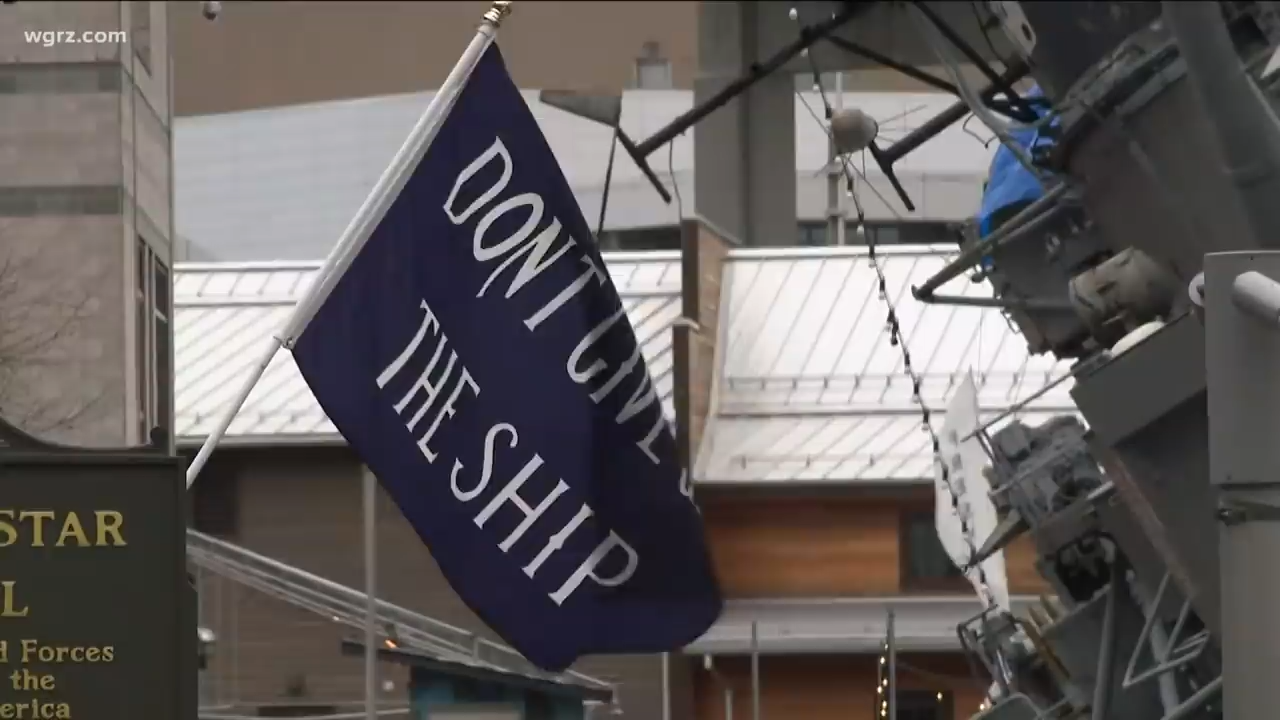 wgrz.com
DON'T GIVE
THE SHIP
STAR
L
d Forces
the
erica